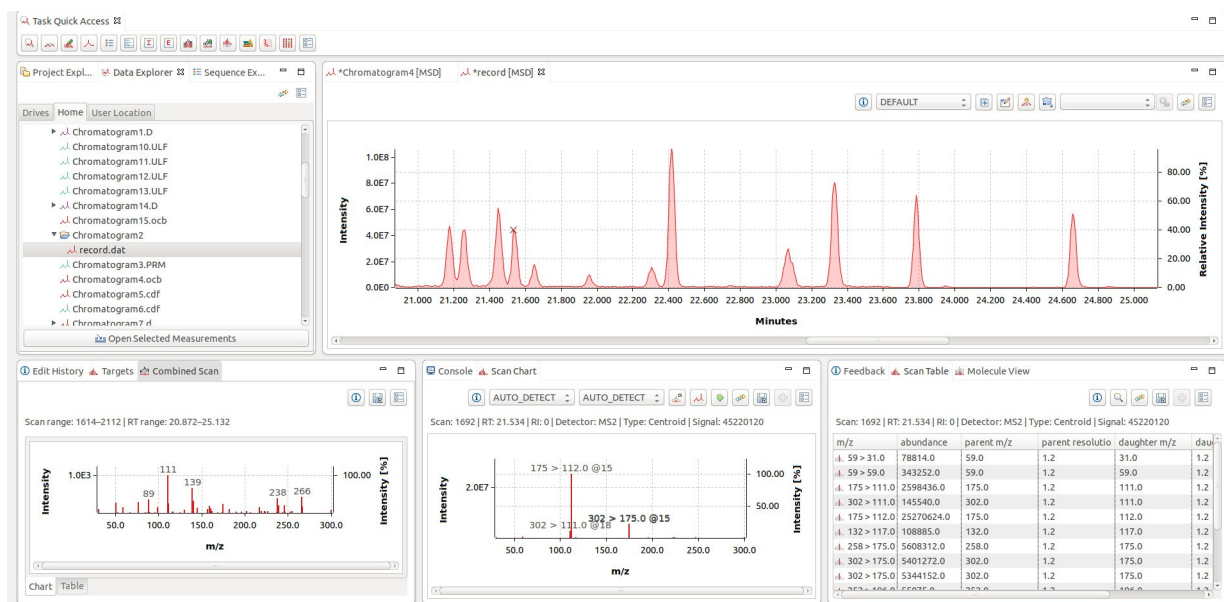 Task Quick Access
Project Expl... Data Explorer Sequence Ex...
Drives Home User Location
Chromatogram1.D
Chromatogram10.ULF
Chromatogram11.ULF
Chromatogram12.ULF
Chromatogram13.ULF
Chromatogram14.D
Chromatogram15.ocb
Chromatogram2
record.dat
Chromatogram3.PRM
Chromatogram4.ocb
Chromatogram5.cdf
Chromatogram6.cdf
Chromatogram7.d
Open Selected Measurements
*Chromatogram4 [MSD] *record [MSD]
DEFAULT
Intensity
1.0E8
8.0E7
6.0E7
4.0E7
2.0E7
0.0E0
80.00
60.00
40.00
20.00
0.00
Relative Intensity [%]
21.000 21.200 21.400 21.600 21.800 22.000 22.200 22.400 22.600 22.800 23.000 23.200 23.400 23.600 23.800 24.000 24.200 24.400 24.600 24.800 25.000
Minutes
Edit History Targets Combined Scan
Scan range: 1614–2112 | RT range: 20.872–25.132
Intensity
1.0E3
111
139
89
238 266
100.00
Intensity [%]
50.0 100.0 150.0 200.0 250.0 300.0
m/z
Chart Table
Console Scan Chart
AUTO_DETECT AUTO_DETECT
Scan: 1692 | RT: 21.534 | RI: 0 | Detector: MS2 | Type: Centroid | Signal: 45220120
Intensity
2.0E7
175 > 112.0 @15
302 > 175.0 @15
302 > 111.0 @18
100.00
50.00
Intensity [%]
50.0 100.0 150.0 200.0 250.0 300.0
m/z
Feedback Scan Table Molecule View
Scan: 1692 | RT: 21.534 | RI: 0 | Detector: MS2 | Type: Centroid | Signal: 45220120
m/z abundance parent m/z parent resolutio daughter m/z dau
59 > 31.0 78814.0 59.0 1.2 31.0 1.2
59 > 59.0 343252.0 59.0 1.2 59.0 1.2
175 > 111.0 2598436.0 175.0 1.2 111.0 1.2
302 > 111.0 145540.0 302.0 1.2 111.0 1.2
175 > 112.0 25270624.0 175.0 1.2 112.0 1.2
132 > 117.0 108885.0 132.0 1.2 117.0 1.2
258 > 175.0 5608312.0 258.0 1.2 175.0 1.2
302 > 175.0 5401272.0 302.0 1.2 175.0 1.2
302 > 175.0 5344152.0 302.0 1.2 175.0 1.2